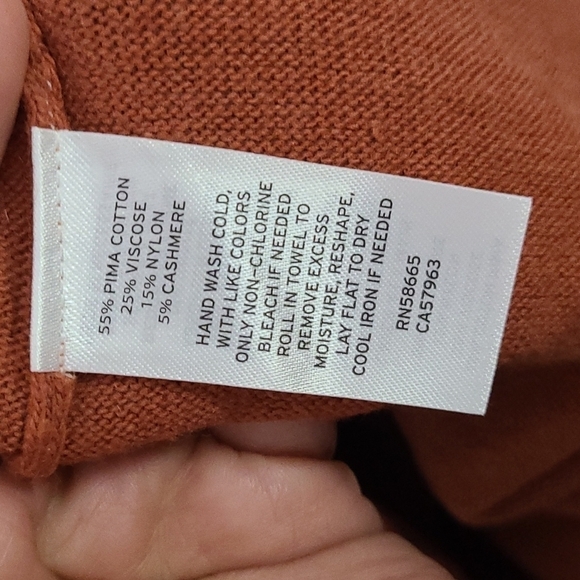 55% PIMA COTTON
25% VISCOSE
15% NYLON
5% CASHMERE
HAND WASH COLD,
WITH LIKE COLORS
ONLY NON-CHLORINE
BLEACH IF NEEDED
ROLL IN TOWEL TO
REMOVE EXCESS
MOISTURE, RESHAPE,
LAY FLAT TO DRY
COOL IRON IF NEEDED
RN58665
CA57963